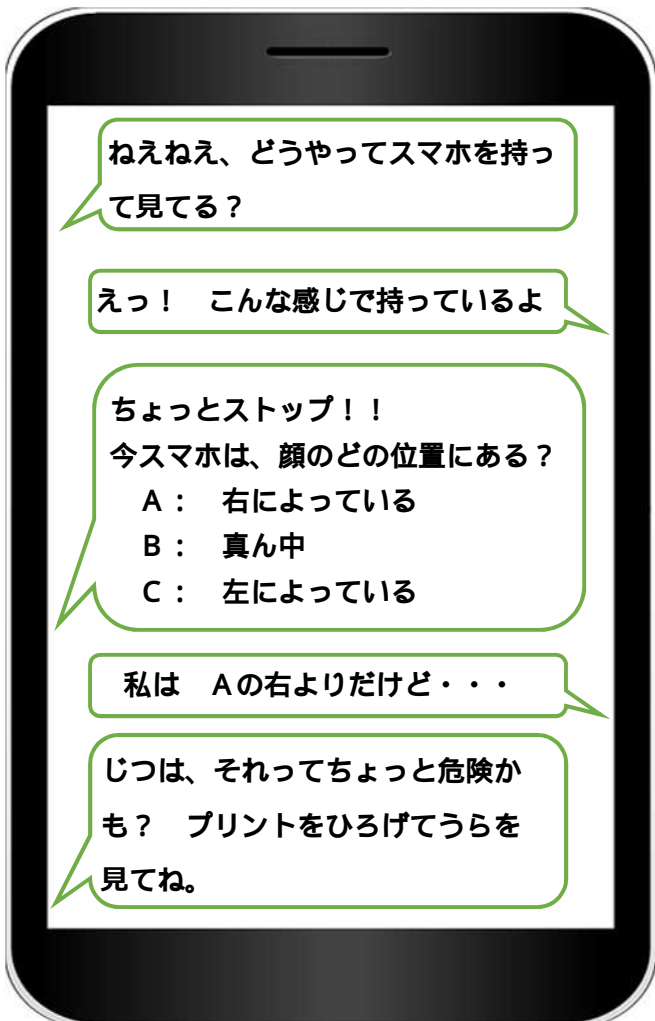 ねえねえ、どうやってスマホを持っ
て見てる？
えっ！　こんな感じで持っているよ
ちょっとストップ！！
今スマホは、顔のどの位置にある？
A：　右によっている
B：　真ん中
C：　左によっている
私は　Aの右よりだけど・・・
じつは、それってちょっと危険か
も？　プリントをひろげてうらを
見てね。